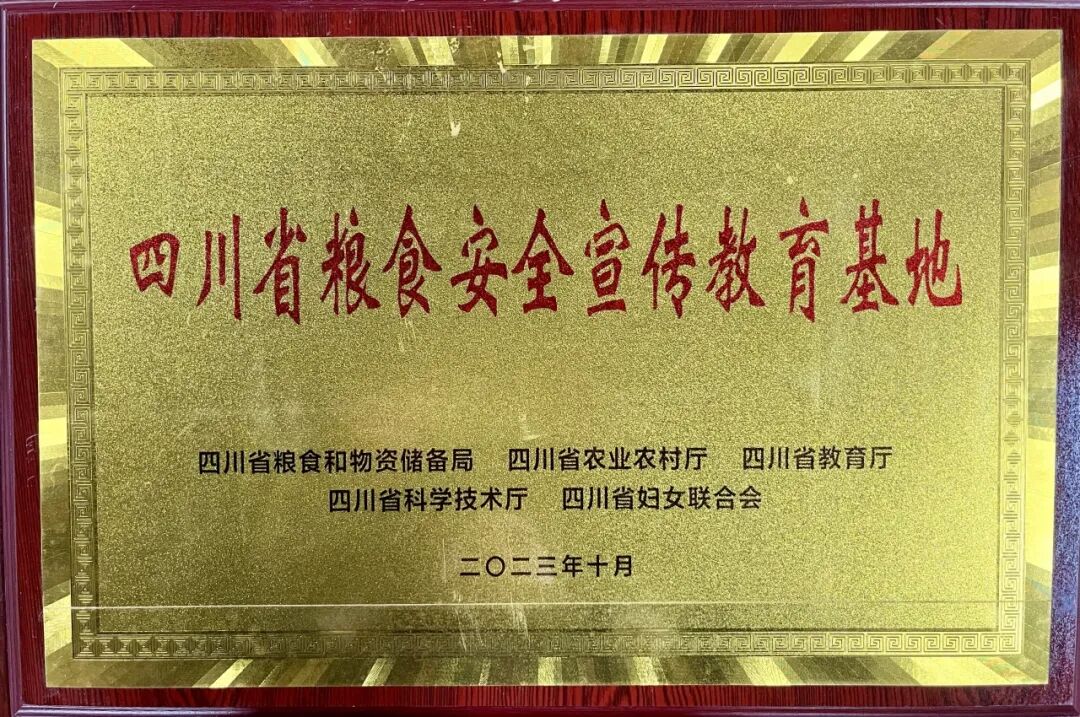 四川省粮食安全宣传教育基地
四川省粮食和物资储备局 四川省农业农村厅 四川省教育厅
四川省科学技术厅 四川省妇女联合会
二〇二三年十月